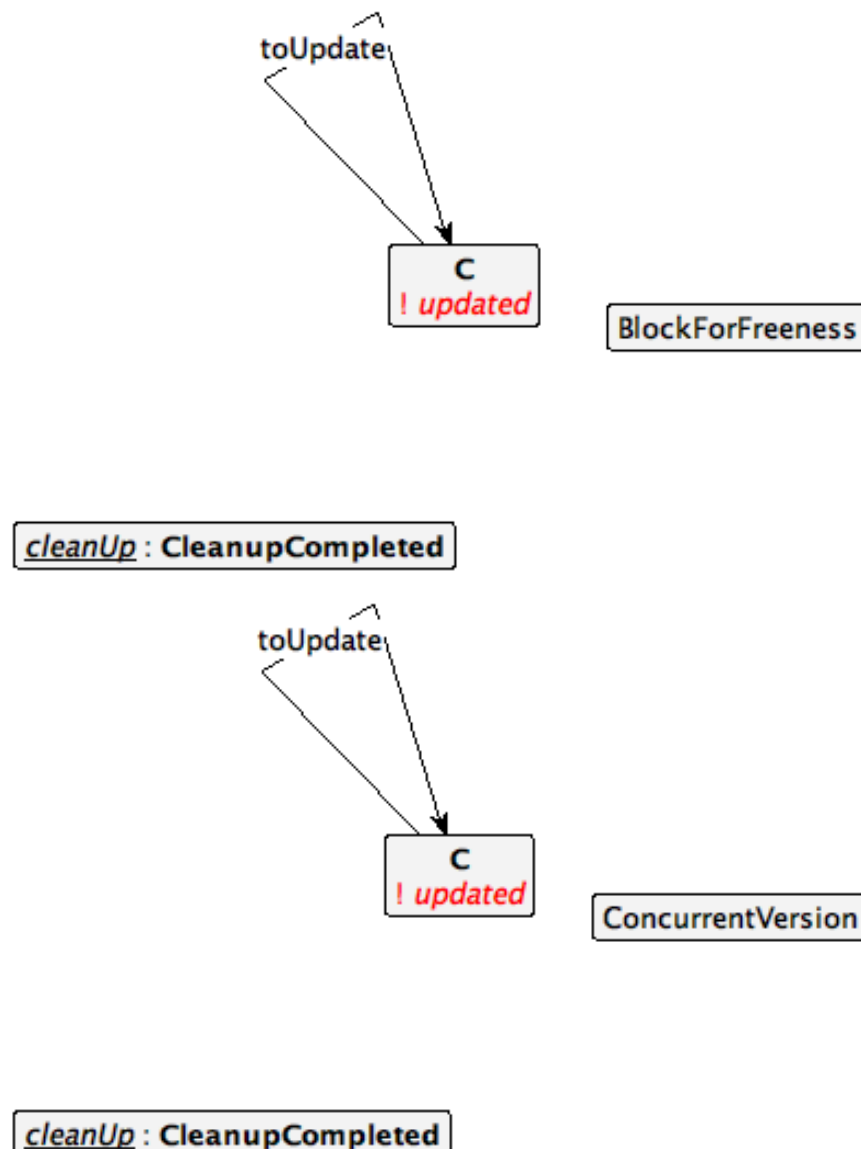 toUpdate
C
! updated
BlockForFreeness
cleanUp : CleanupCompleted
toUpdate
C
! updated
ConcurrentVersion
cleanUp : CleanupCompleted